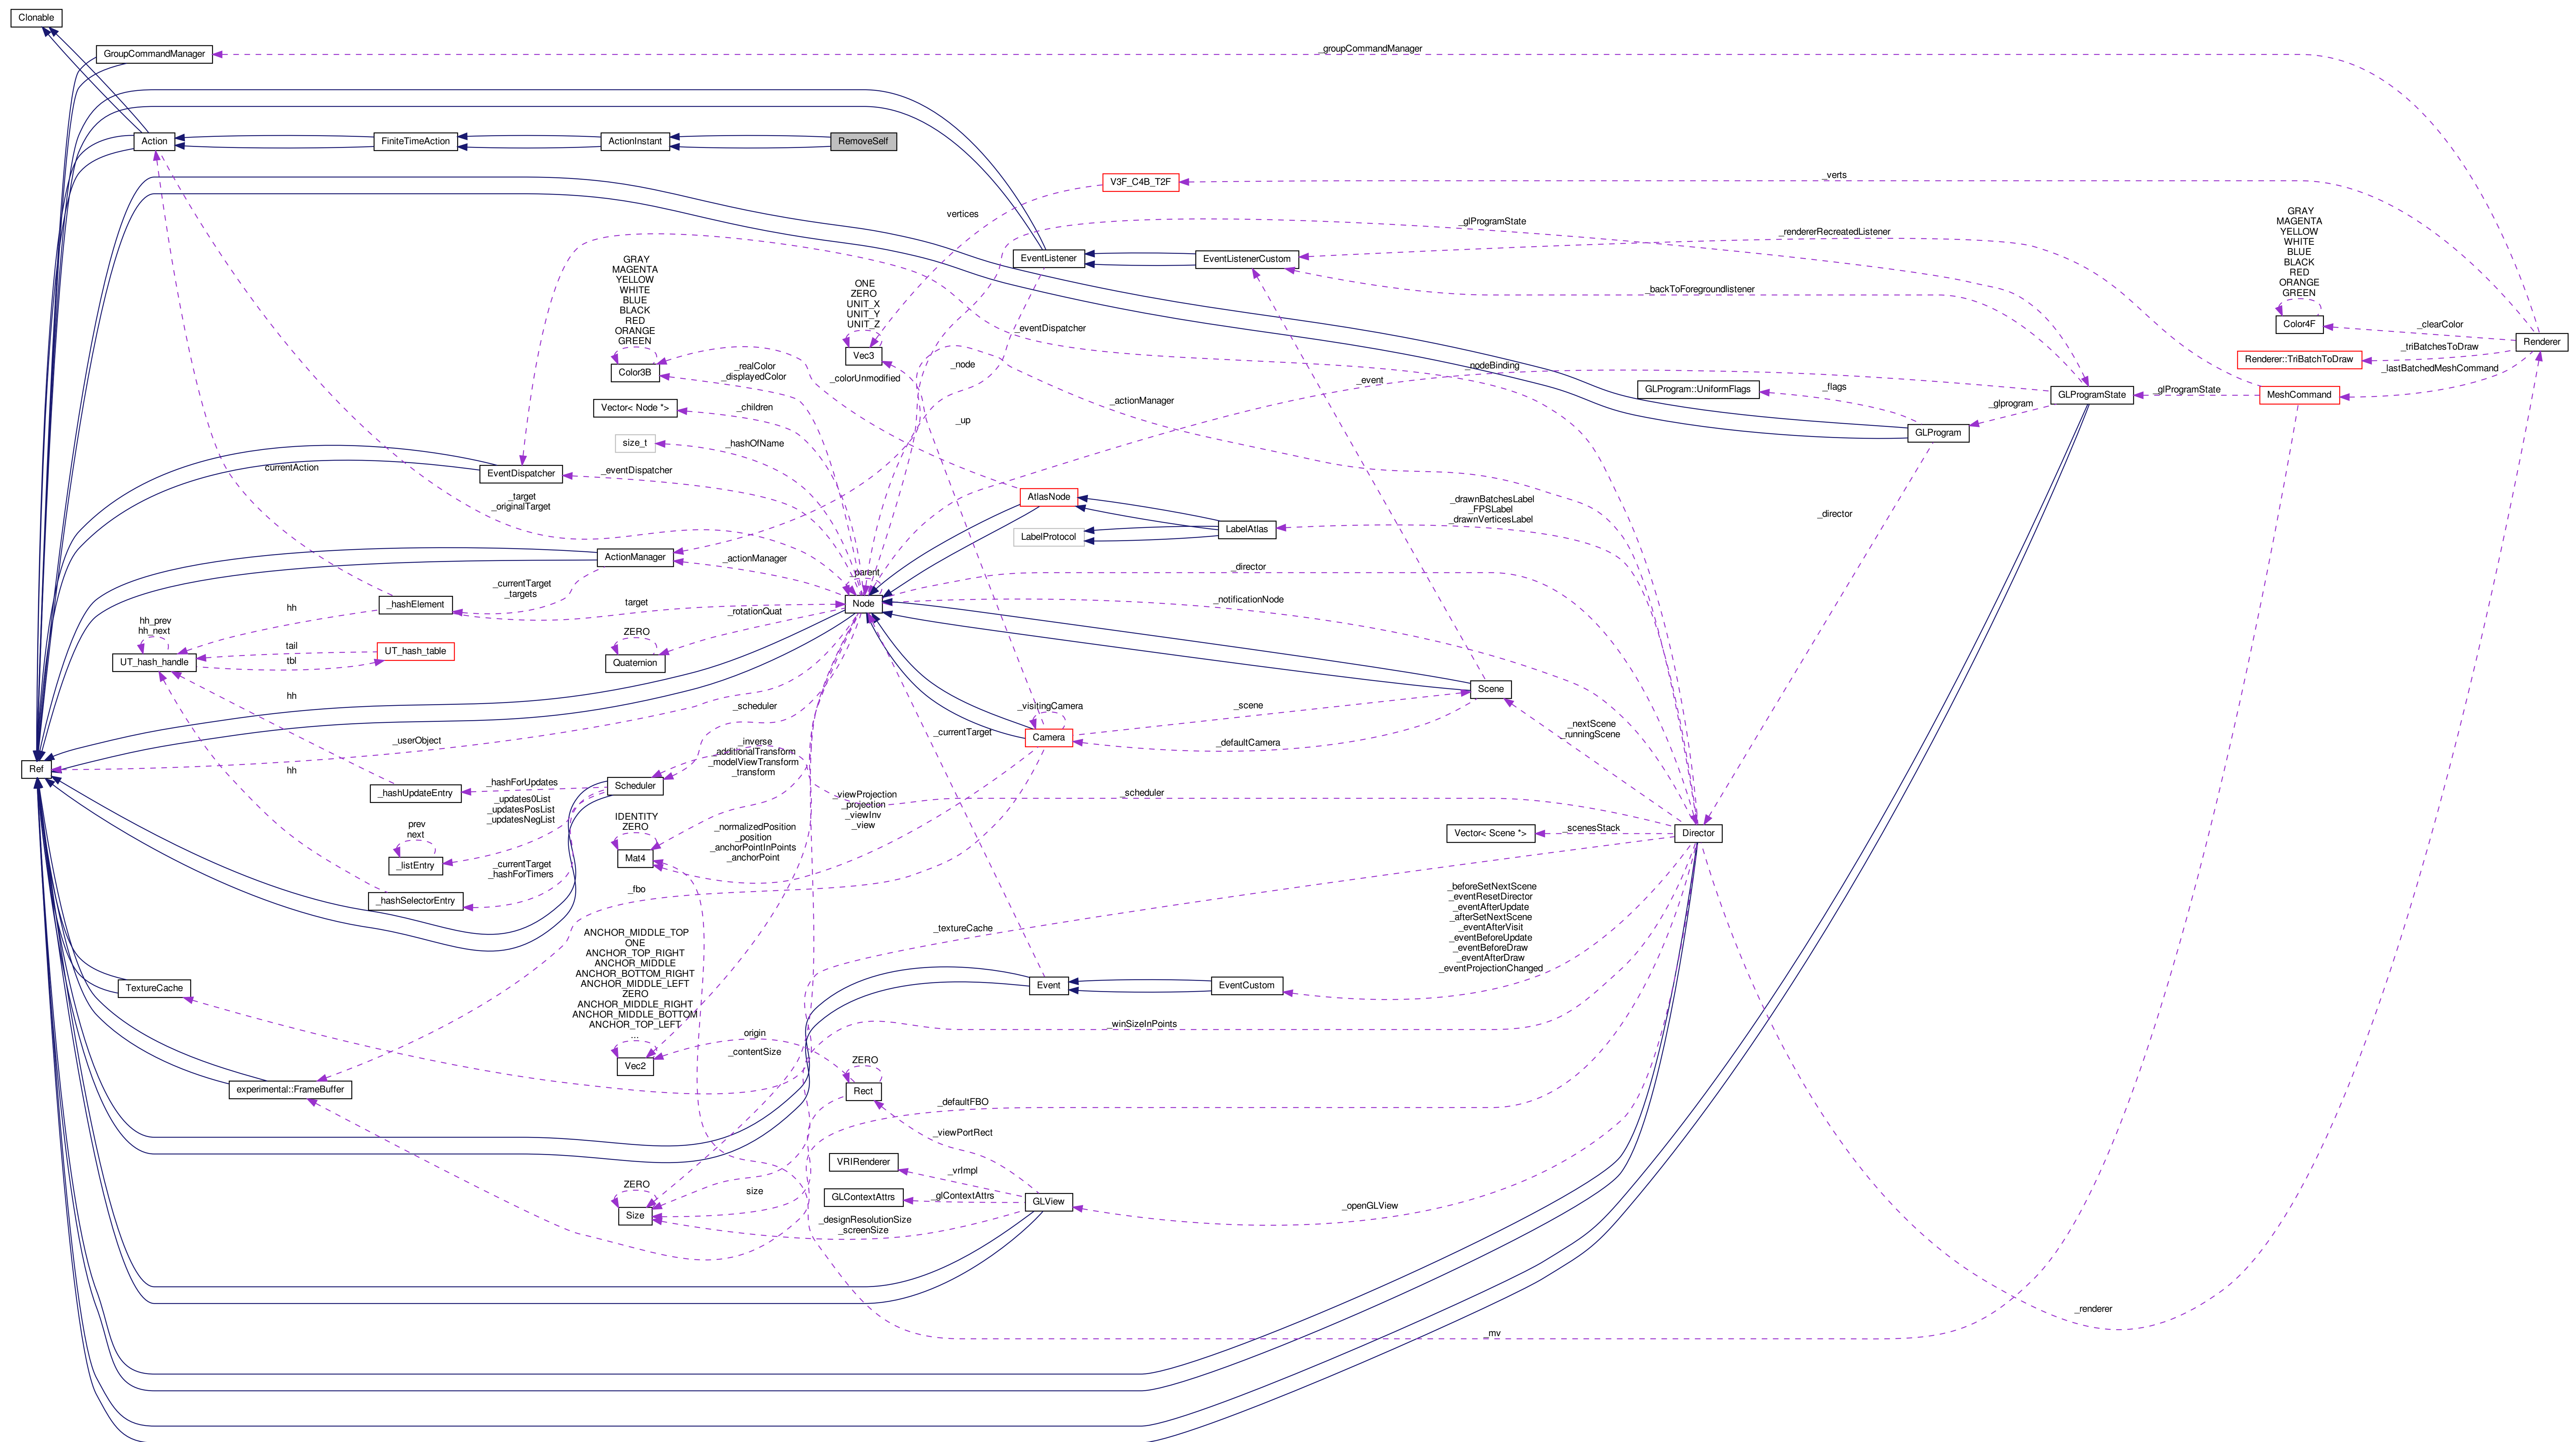 Clonable
GroupCommandManager
_groupCommandManager
Action
FiniteTimeAction
ActionInstant
RemoveSelf
V3F_C4B_T2F
_verts
vertices
_glProgramState
_rendererRecreatedListener
GRAY
MAGENTA
YELLOW
WHITE
BLUE
BLACK
RED
ORANGE
GREEN
EventListener
EventListenerCustom
GRAY
MAGENTA
YELLOW
WHITE
BLUE
BLACK
RED
ORANGE
GREEN
ONE
ZERO
UNIT_X
UNIT_Y
UNIT_Z
_backToForegroundlistener
Color4F
_clearColor
_eventDispatcher
Renderer
_triBatchesToDraw
Vec3
Renderer::TriBatchToDraw
_lastBatchedMeshCommand
Color3B
_realColor
_displayedColor
_colorUnmodified
_node
_nodeBinding
_event
GLProgram::UniformFlags
_flags
GLProgramState
_glProgramState
MeshCommand
_actionManager
_glprogram
Vector< Node *>
_children
_up
GLProgram
size_t
_hashOfName
currentAction
EventDispatcher
_eventDispatcher
_target
_originalTarget
AtlasNode
_drawnBatchesLabel
_FPSLabel
_drawnVerticesLabel
_director
LabelAtlas
LabelProtocol
ActionManager
_actionManager
_parent
_director
_currentTarget
_targets
_hashElement
hh
target
Node
_rotationQuat
_notificationNode
hh_prev
hh_next
ZERO
UT_hash_handle
tail
tbl
UT_hash_table
Quaternion
Scene
hh
_scheduler
_visitingCamera
_scene
_nextScene
_runningScene
_currentTarget
Camera
_defaultCamera
_userObject
_inverse
_additionalTransform
_modelViewTransform
_transform
Ref
hh
_hashForUpdates
Scheduler
_hashUpdateEntry
_scheduler
_updates0List
_updatesPosList
_updatesNegList
_viewProjection
_projection
_viewInv
_view
IDENTITY
ZERO
prev
next
_normalizedPosition
_position
_anchorPointInPoints
_anchorPoint
Vector< Scene *>
_scenesStack
Director
Mat4
_listEntry
_currentTarget
_hashForTimers
_fbo
_hashSelectorEntry
_beforeSetNextScene
_eventResetDirector
_eventAfterUpdate
_afterSetNextScene
_eventAfterVisit
_eventBeforeUpdate
_eventBeforeDraw
_eventAfterDraw
_eventProjectionChanged
ANCHOR_MIDDLE_TOP
ONE
ANCHOR_TOP_RIGHT
ANCHOR_MIDDLE
ANCHOR_BOTTOM_RIGHT
ANCHOR_MIDDLE_LEFT
ZERO
ANCHOR_MIDDLE_RIGHT
ANCHOR_MIDDLE_BOTTOM
ANCHOR_TOP_LEFT
...
_textureCache
TextureCache
Event
EventCustom
_winSizeInPoints
origin
_contentSize
Vec2
ZERO
Rect
experimental::FrameBuffer
_defaultFBO
_viewPortRect
VRIRenderer
_vrImpl
ZERO
size
GLContextAttrs
_glContextAttrs
GLView
_openGLView
Size
_designResolutionSize
_screenSize
_renderer
_mv